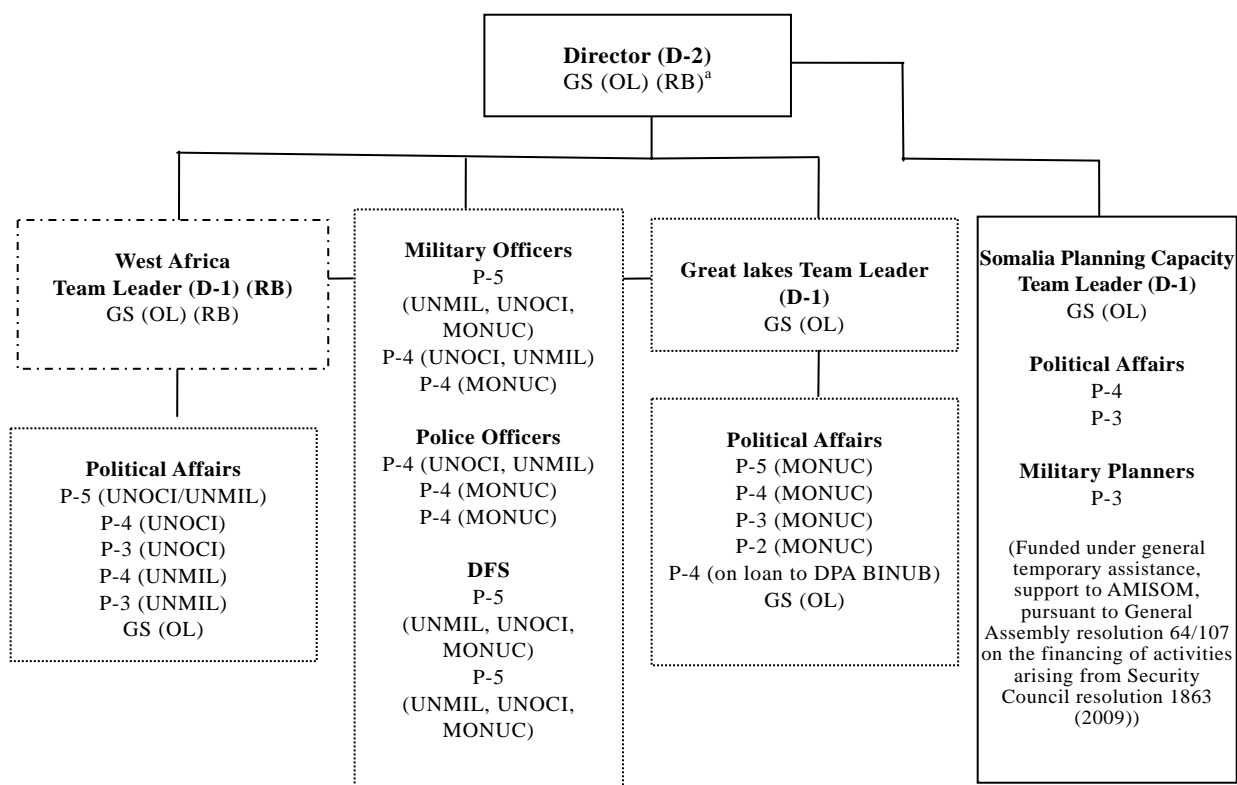 Director (D-2)
GS (OL) (RB)a
West Africa
Team Leader (D-1) (RB)
GS (OL) (RB)
Political Affairs
P-5 (UNOCI/UNMIL)
P-4 (UNOCI)
P-3 (UNOCI)
P-4 (UNMIL)
P-3 (UNMIL)
GS (OL)
Military Officers
P-5
(UNMIL, UNOCI,
MONUC)
P-4 (UNOCI, UNMIL)
P-4 (MONUC)
Police Officers
P-4 (UNOCI, UNMIL)
P-4 (MONUC)
P-4 (MONUC)
DFS
P-5
(UNMIL, UNOCI,
MONUC)
P-5
(UNMIL, UNOCI,
MONUC)
Great lakes Team Leader
(D-1)
GS (OL)
Political Affairs
P-5 (MONUC)
P-4 (MONUC)
P-3 (MONUC)
P-2 (MONUC)
P-4 (on loan to DPA BINUB)
GS (OL)
Somalia Planning Capacity
Team Leader (D-1)
GS (OL)
Political Affairs
P-4
P-3
Military Planners
P-3
(Funded under general
temporary assistance,
support to AMISOM,
pursuant to General
Assembly resolution 64/107
on the financing of activities
arising from Security
Council resolution 1863
(2009))